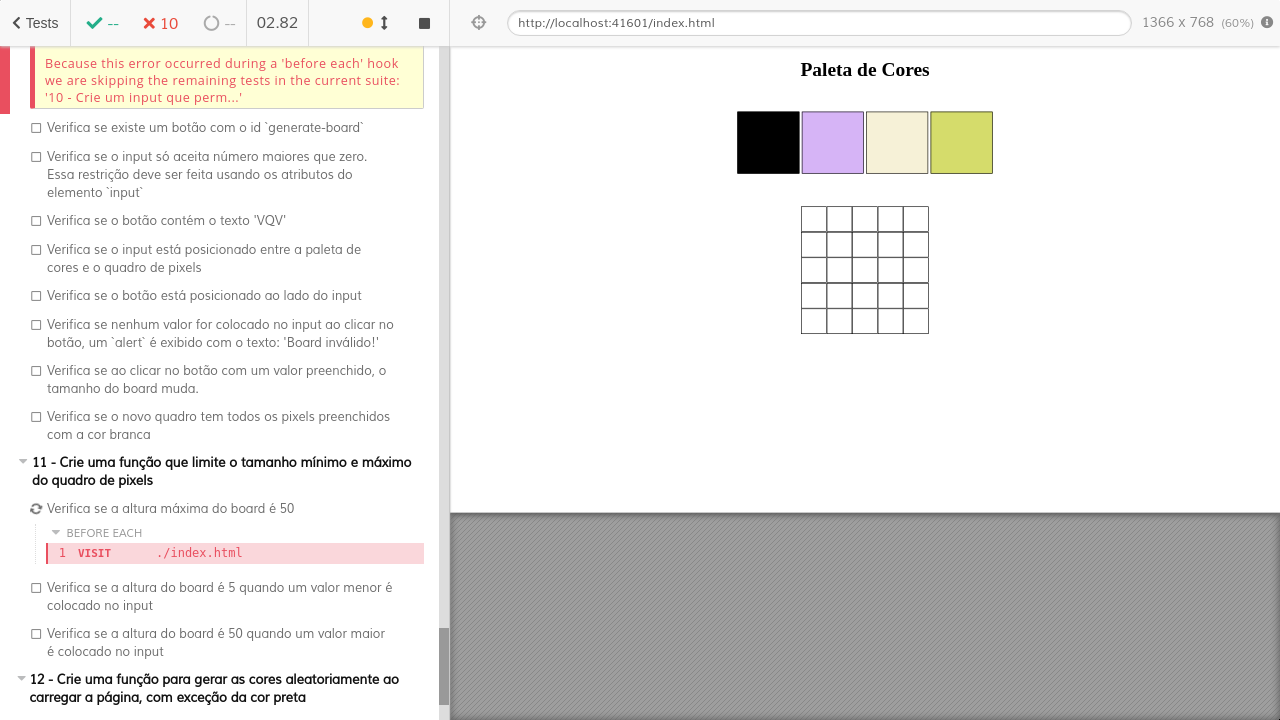 Tests
--
10
--
02.82
http://localhost:41601/index.html
1366 x 768 (60%)
Because this error occurred during a 'before each' hook
we are skipping the remaining tests in the current suite:
'10 - Crie um input que perm...'
Verifica se existe um botão com o id `generate-board`
Verifica se o input só aceita número maiores que zero.
Essa restrição deve ser feita usando os atributos do
elemento `input`
Verifica se o botão contém o texto 'VQV'
Verifica se o input está posicionado entre a paleta de
cores e o quadro de pixels
Verifica se o botão está posicionado ao lado do input
Verifica se nenhum valor for colocado no input ao clicar no
botão, um `alert` é exibido com o texto: 'Board inválido!'
Verifica se ao clicar no botão com um valor preenchido, o
tamanho do board muda.
Verifica se o novo quadro tem todos os pixels preenchidos
com a cor branca
11 - Crie uma função que limite o tamanho mínimo e máximo
do quadro de pixels
Verifica se a altura máxima do board é 50
BEFORE EACH
1 VISIT ./index.html
Verifica se a altura do board é 5 quando um valor menor é
colocado no input
Verifica se a altura do board é 50 quando um valor maior
é colocado no input
12 - Crie uma função para gerar as cores aleatoriamente ao
carregar a página, com exceção da cor preta
Paleta de Cores